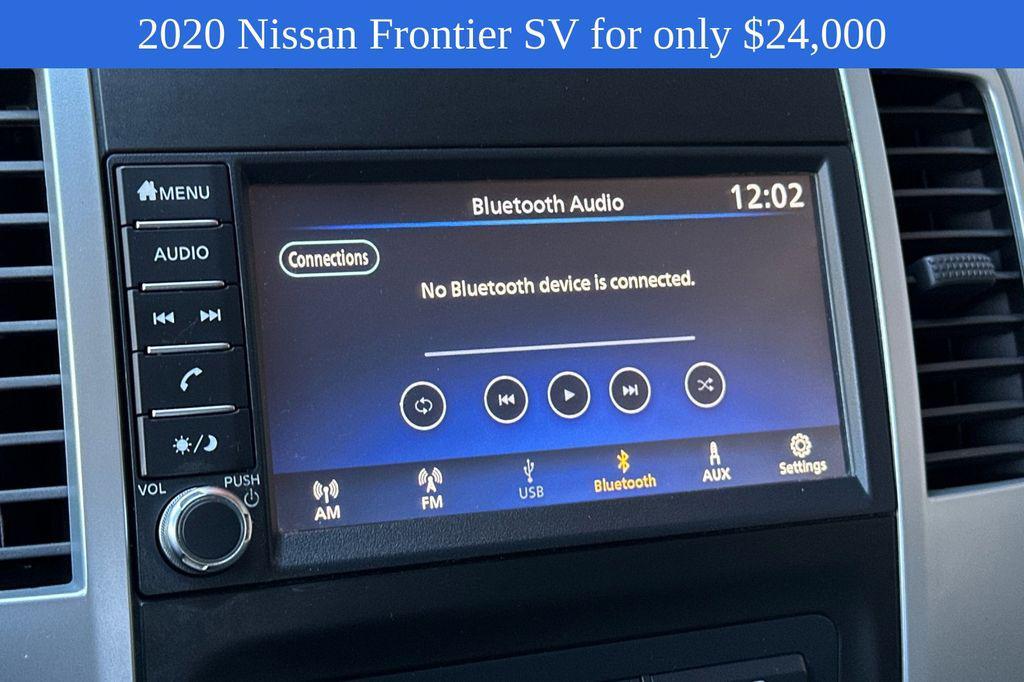 2020 Nissan Frontier SV for only $24,000
MENU
Bluetooth Audio
12:02
AUDIO
Connections
No Bluetooth device is connected.
VOL
PUSH
AM
FM
USB
Bluetooth
AUX
Settings